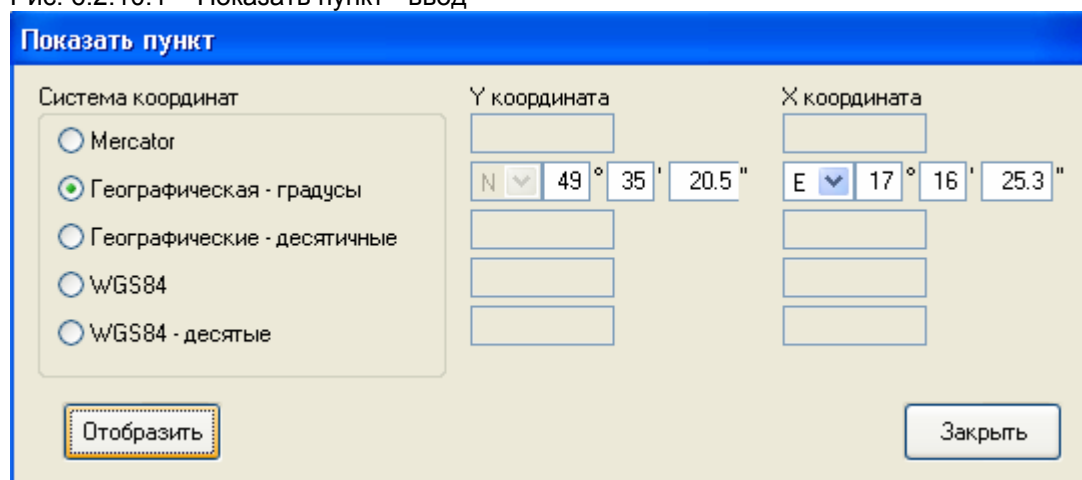 Показать пункт
Система координат Y координата X координата
Mercator
Географическая - градусы N 49 ° 35 ' 20.5 " E 17 ° 16 ' 25.3 "
Географические - десятичные
WGS84
WGS84 - десятые
Отобразить Закрыть